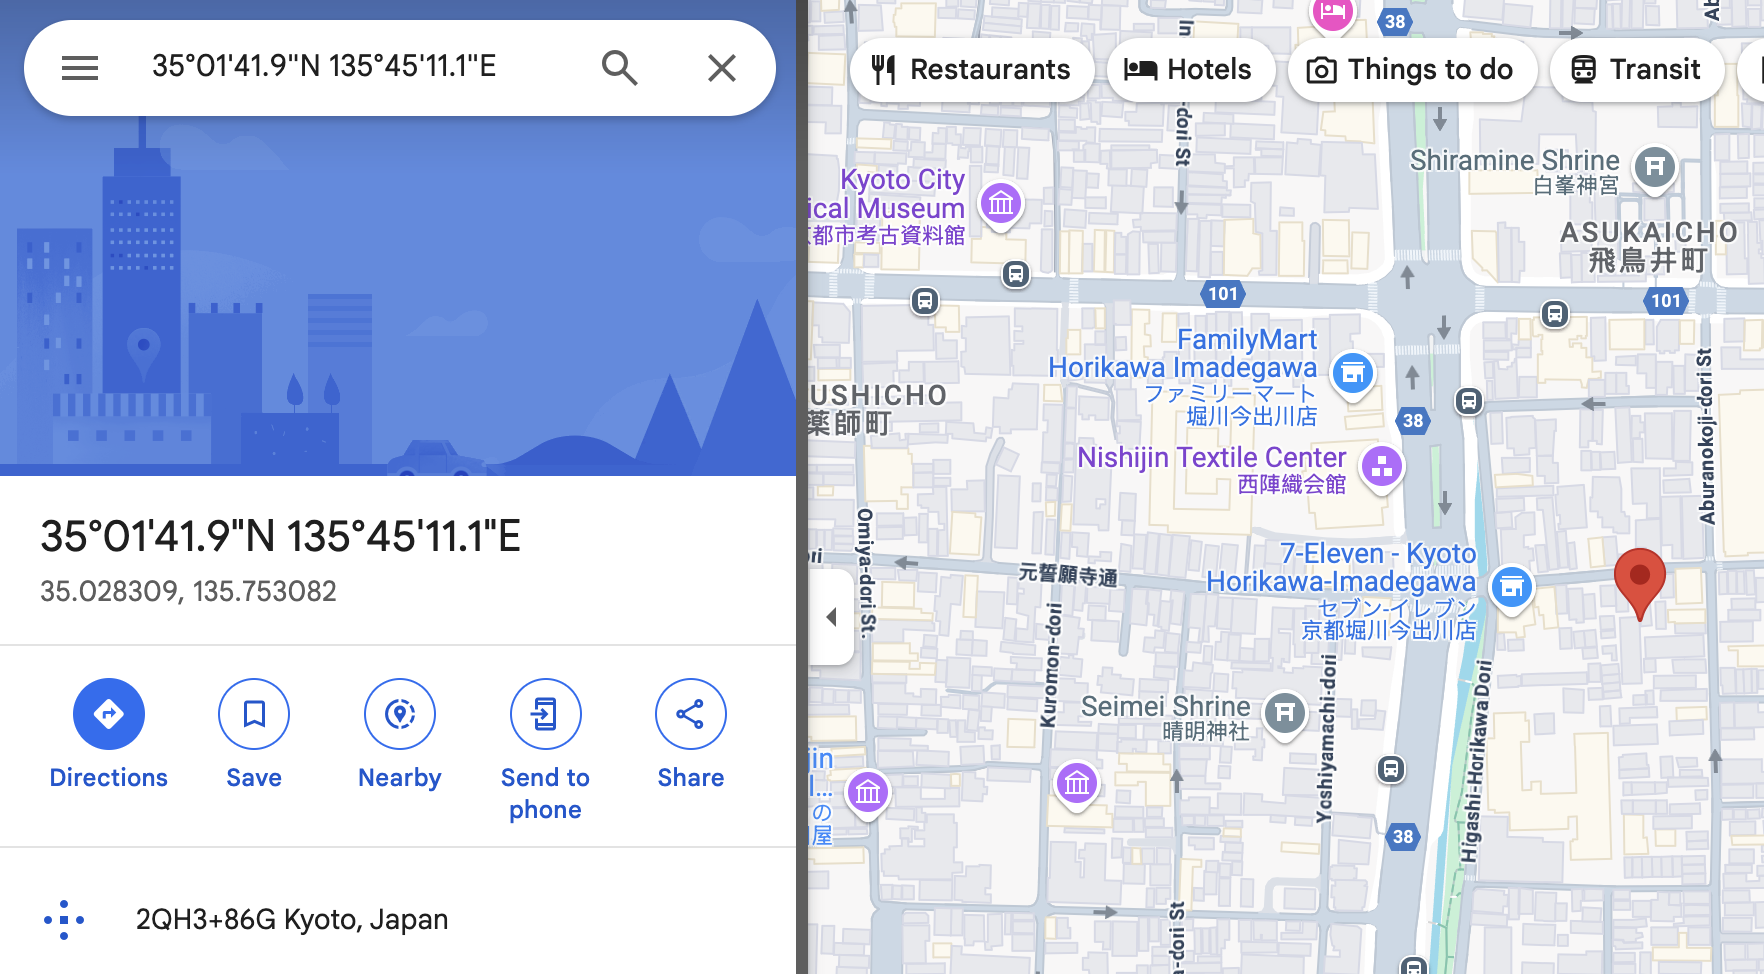 35°01'41.9"N 135°45'11.1"E
35°01'41.9"N 135°45'11.1"E
35.028309, 135.753082
Directions
Save
Nearby
Send to
phone
Share
2QH3+86G Kyoto, Japan
Restaurants
Hotels
Things to do
Transit
38
-dori St
Shiramine Shrine
白峯神宮
Kyoto City
ical Museum
都市考古資料館
ASUKAICHO
飛鳥井町
101
101
FamilyMart
Horikawa Imadegawa
ファミリーマート
堀川今出川店
USHICHO
薬師町
38
Aburanokoji-dori St
Nishijin Textile Center
西陣織会館
Omiya-dori St.
元誓願寺通
7-Eleven - Kyoto
Horikawa-Imadegawa
セブン-イレブン
京都堀川今出川店
Kuromon-dori
Seimei Shrine
晴明神社
Yoshiyamachi-dori
Higashi-Horikawa Dori
jin
l...
の
屋
38
-dori St